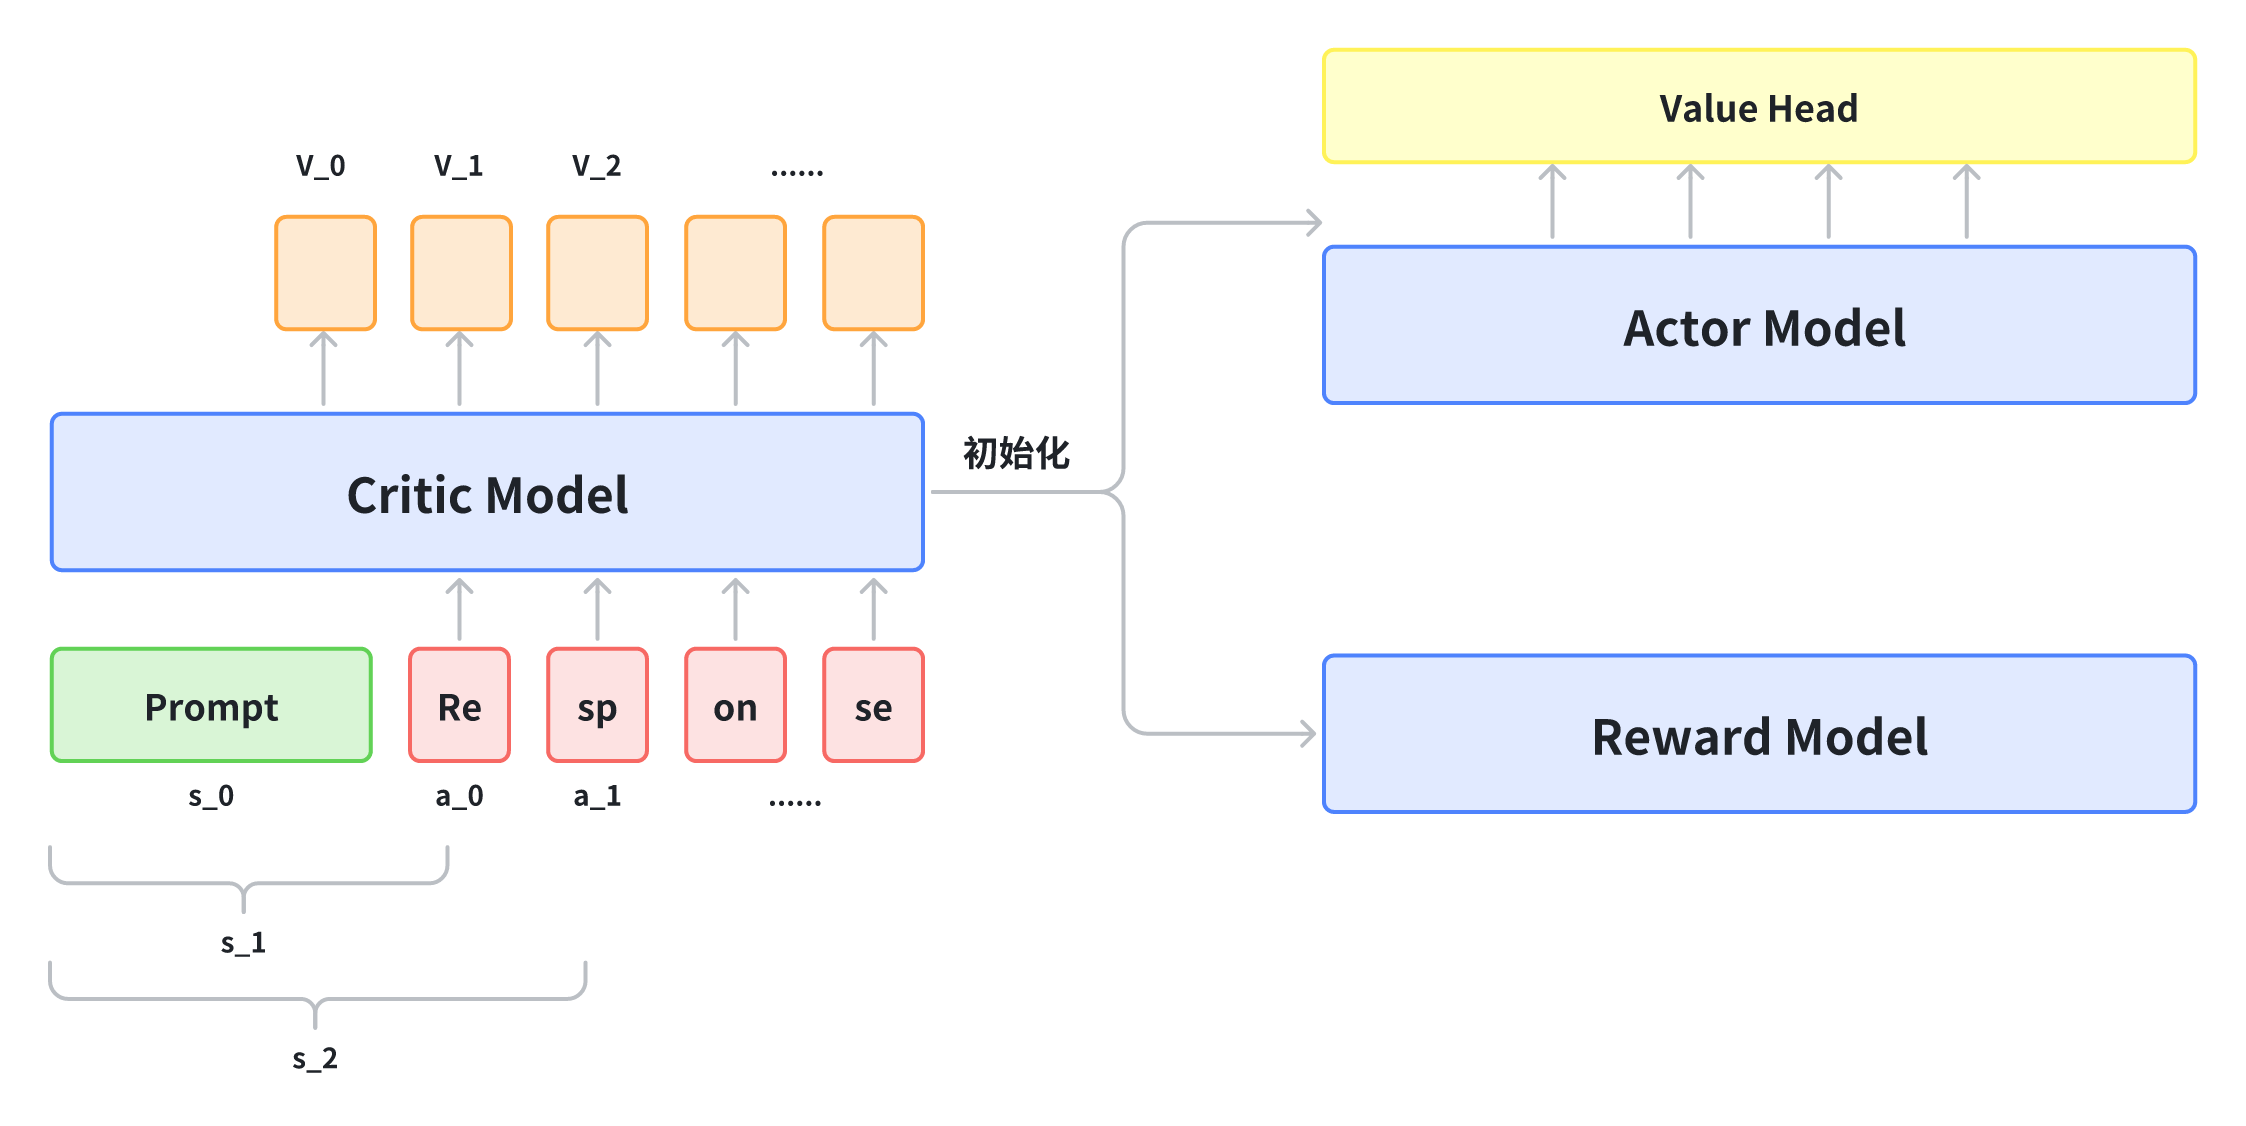 V_0
V_1
V_2
......
Critic Model
Prompt
Re
sp
on
se
s_0
a_0
a_1
......
s_1
s_2
初始化
Value Head
Actor Model
Reward Model